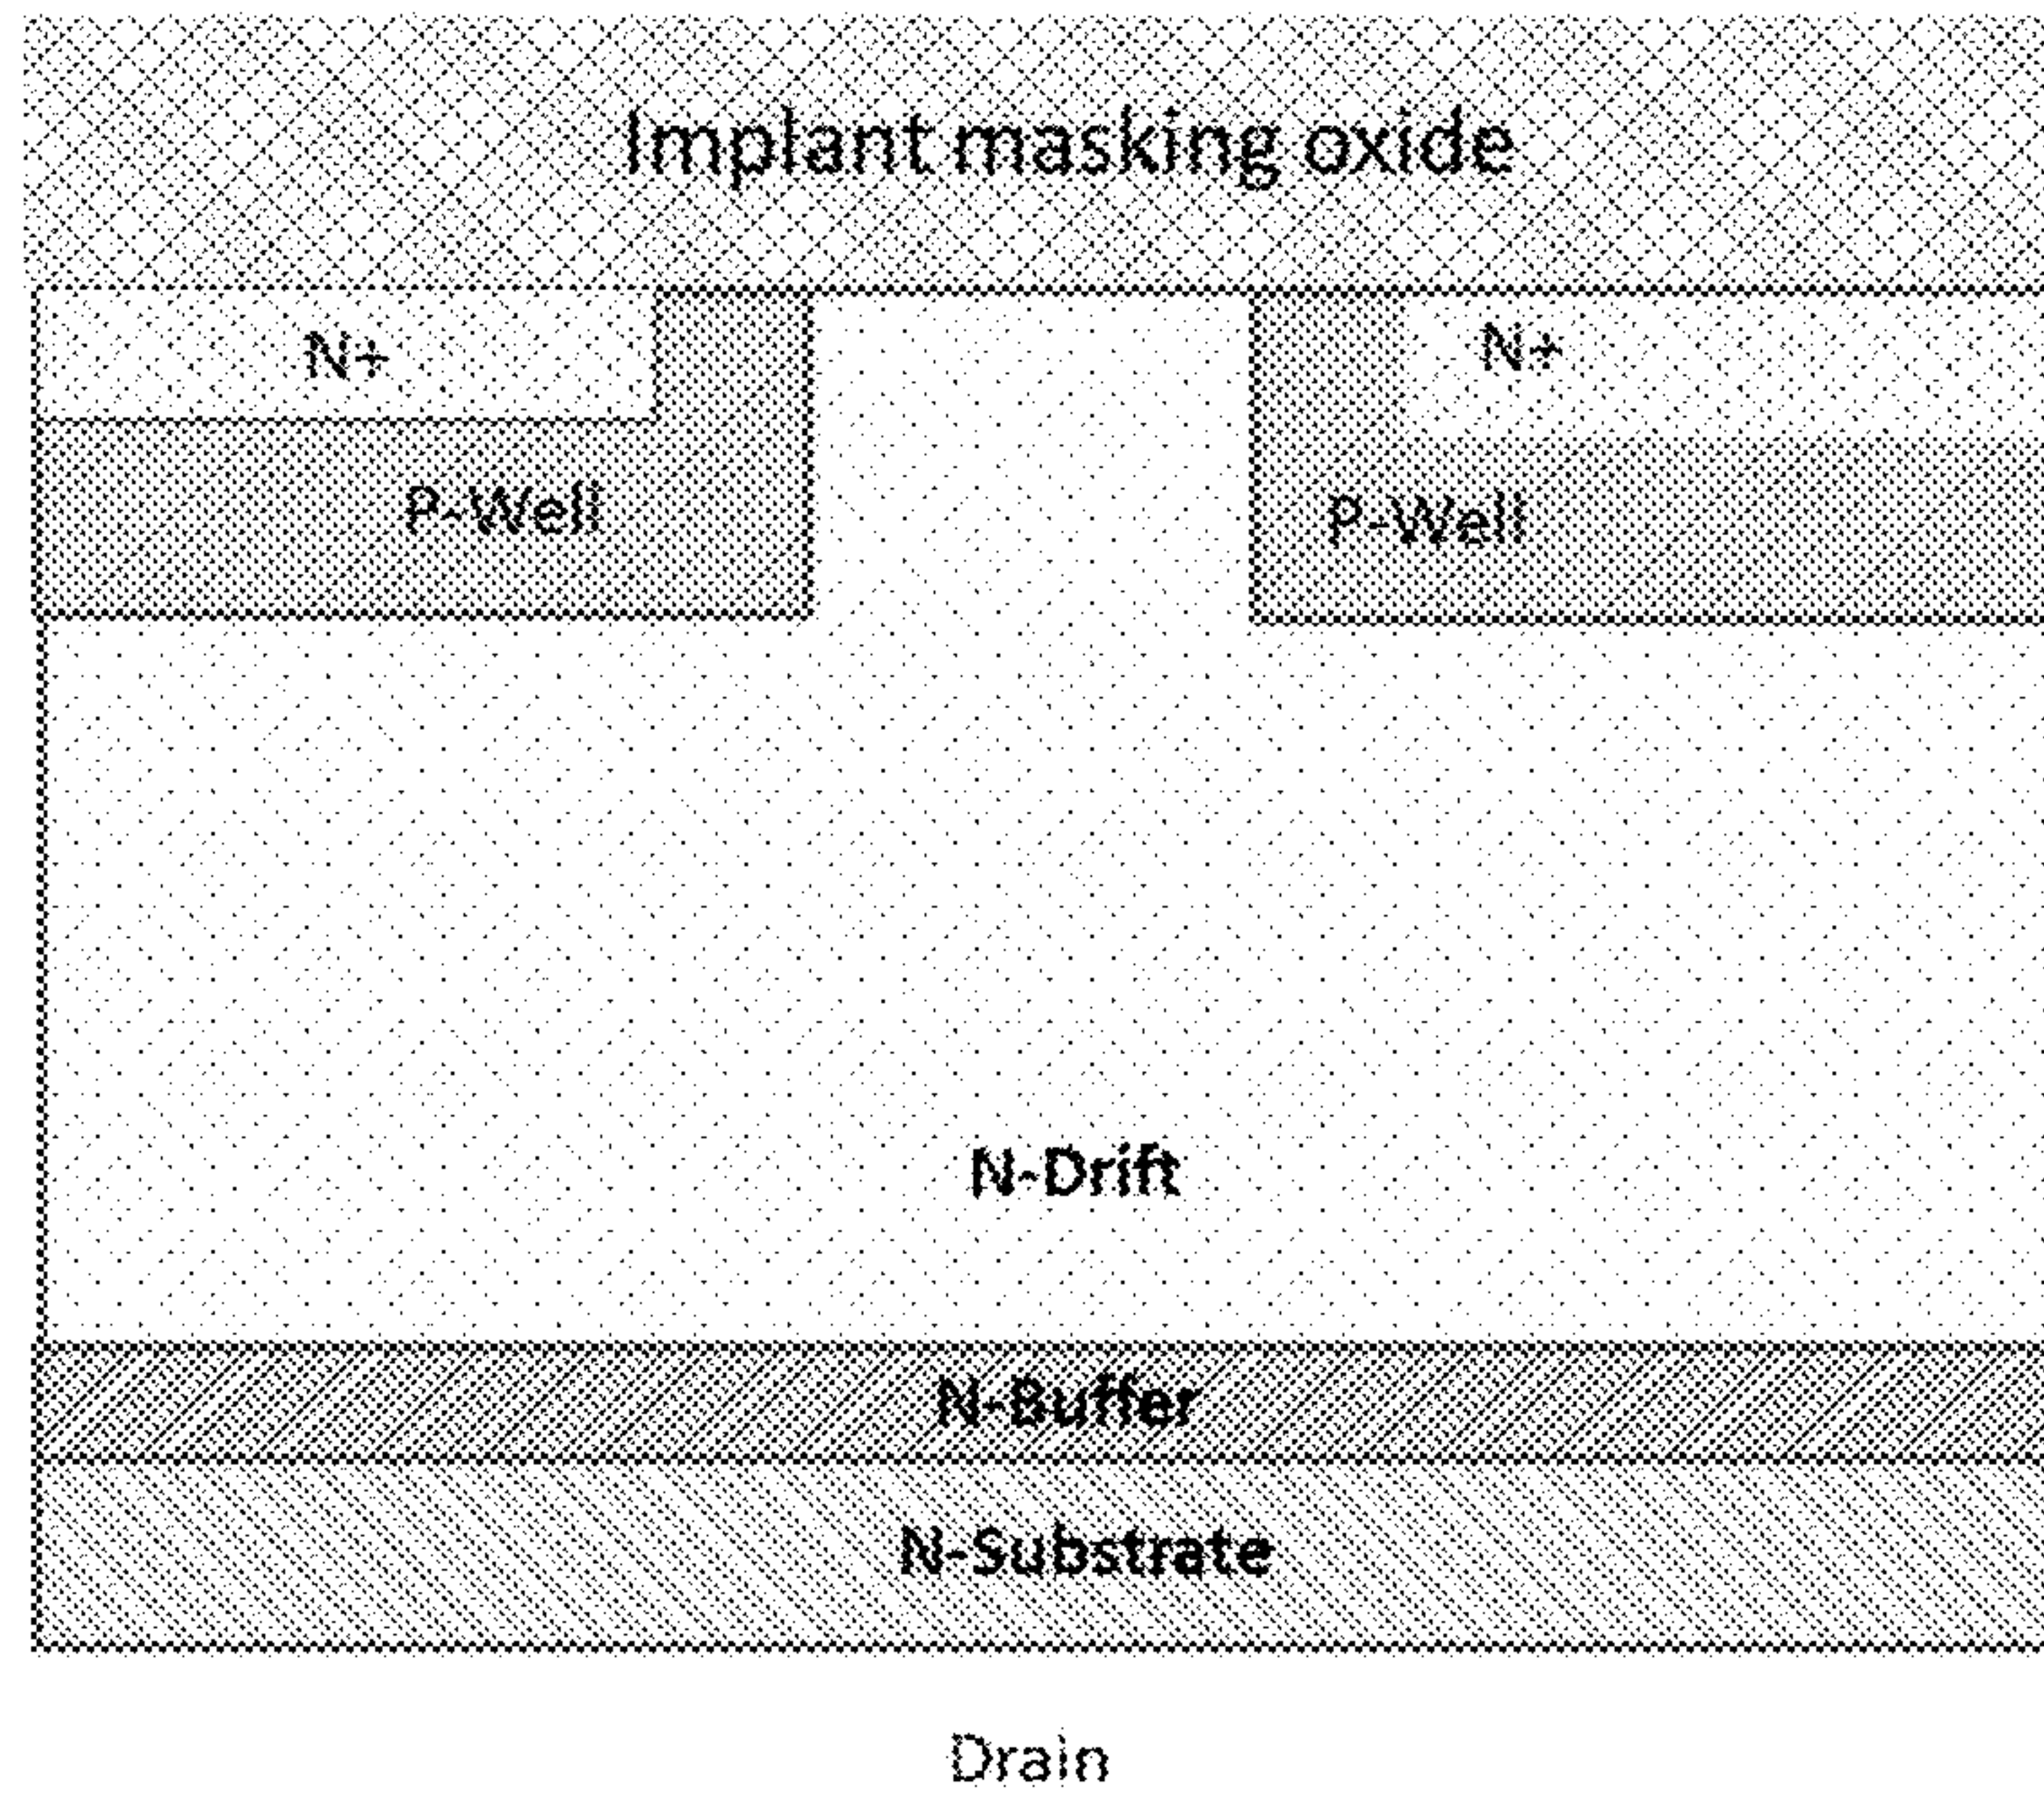 Implant masking oxide
N+
N+
P-Well
P-Well
N-Drift
N-Buffer
N-Substrate
Drain